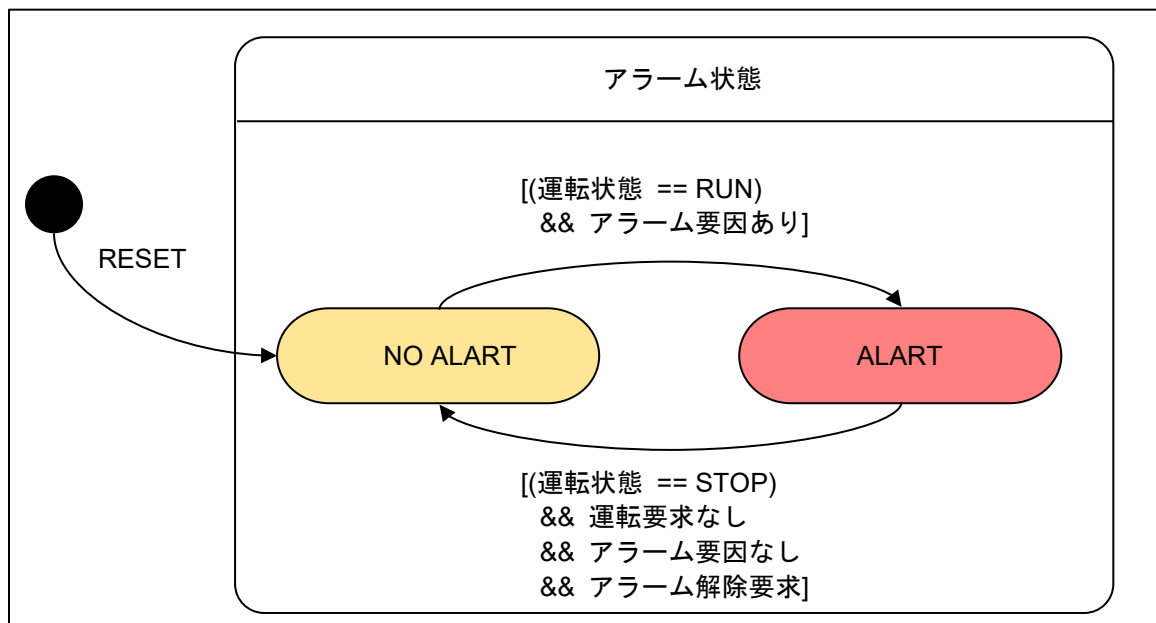 アラーム状態
[(運転状態 == RUN)
&& アラーム要因あり]
RESET
NO ALART
ALART
[(運転状態 == STOP)
&& 運転要求なし
&& アラーム要因なし
&& アラーム解除要求]